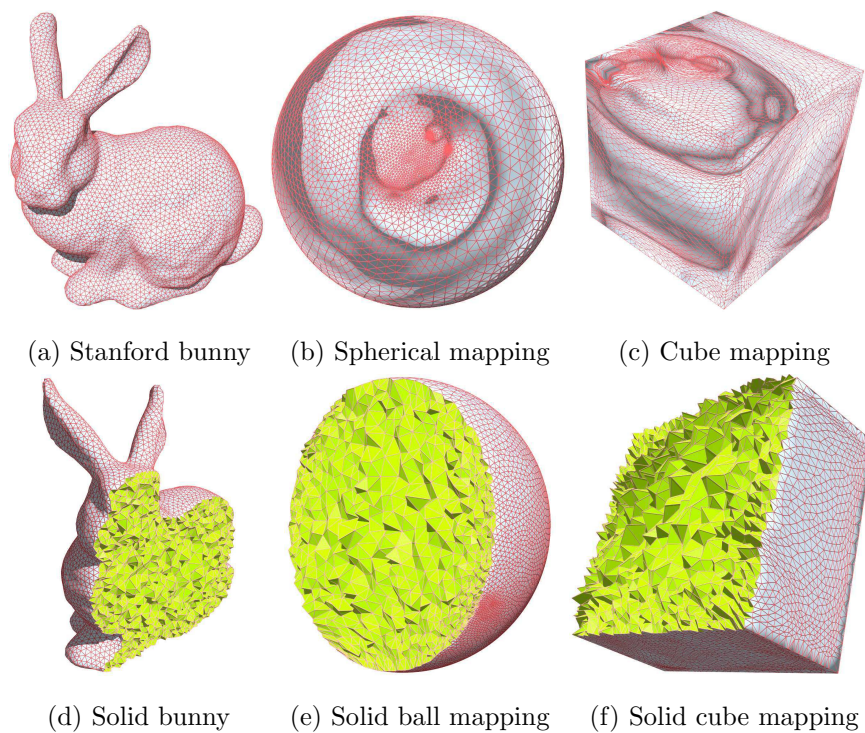 (a) Stanford bunny
(b) Spherical mapping
(c) Cube mapping
(d) Solid bunny
(e) Solid ball mapping
(f) Solid cube mapping